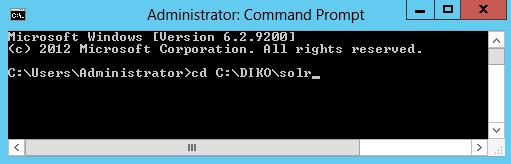 Administrator: Command Prompt
Microsoft Windows [Version 6.2.9200]
(c) 2012 Microsoft Corporation. All rights reserved.
C:\Users\Administrator>cd C:\DIKO\solr_